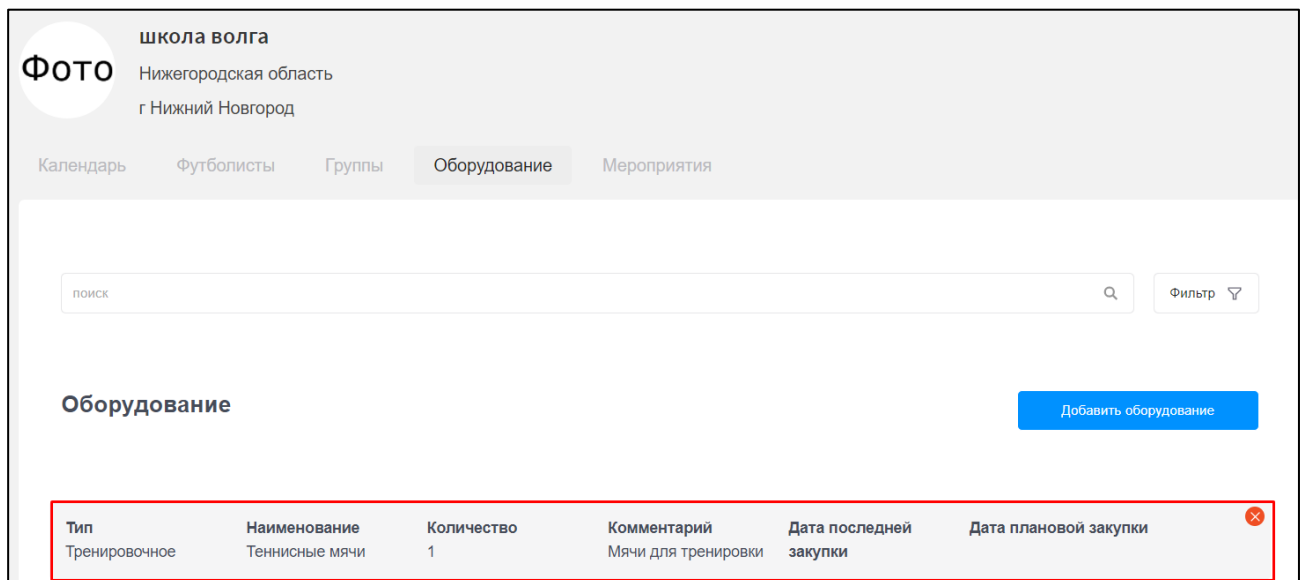 Фото
школа волга
Нижегородская область
г Нижний Новгород
Календарь Футболисты Группы Оборудование Мероприятия
поиск Фильтр
Оборудование Добавить оборудование
Тип Наименование Количество Комментарий Дата последней Дата плановой закупки
Тренировочное Теннисные мячи 1 Мячи для тренировки закупки